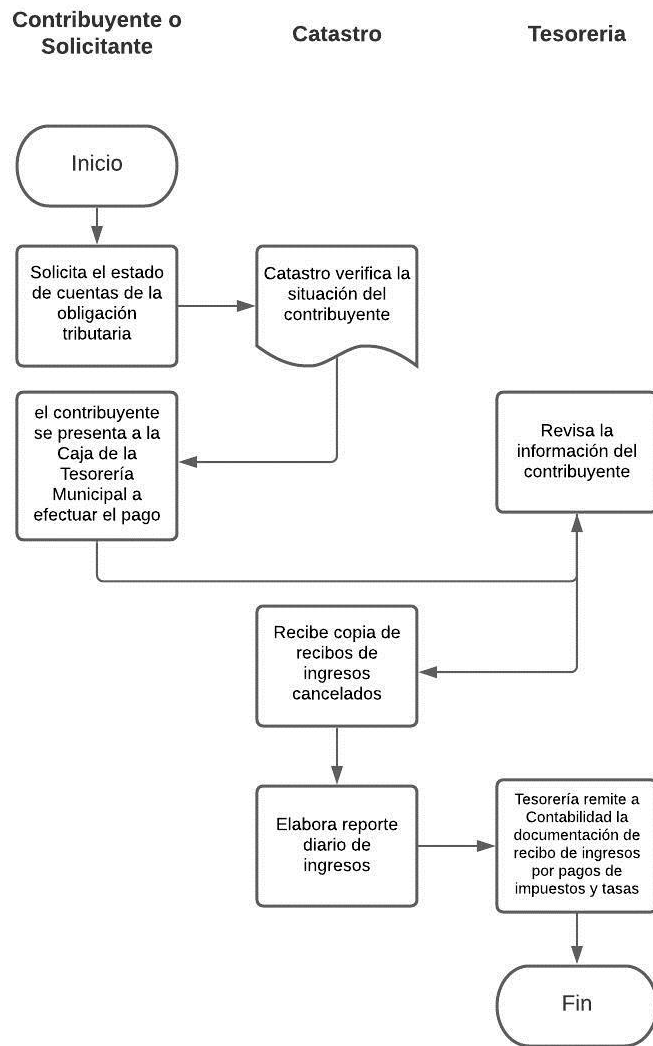 Contribuyente o
Solicitante
Catastro
Tesoreria
Inicio
Solicita el estado
de cuentas de la
obligación
tributaria
Catastro verifica la
situación del
contribuyente
el contribuyente
se presenta a la
Caja de la
Tesorería
Municipal a
efectuar el pago
Revisa la
información del
contribuyente
Recibe copia de
recibos de
ingresos
cancelados
Elabora reporte
diario de
ingresos
Tesorería remite a
Contabilidad la
documentación de
recibo de ingresos
por pagos de
impuestos y tasas
Fin